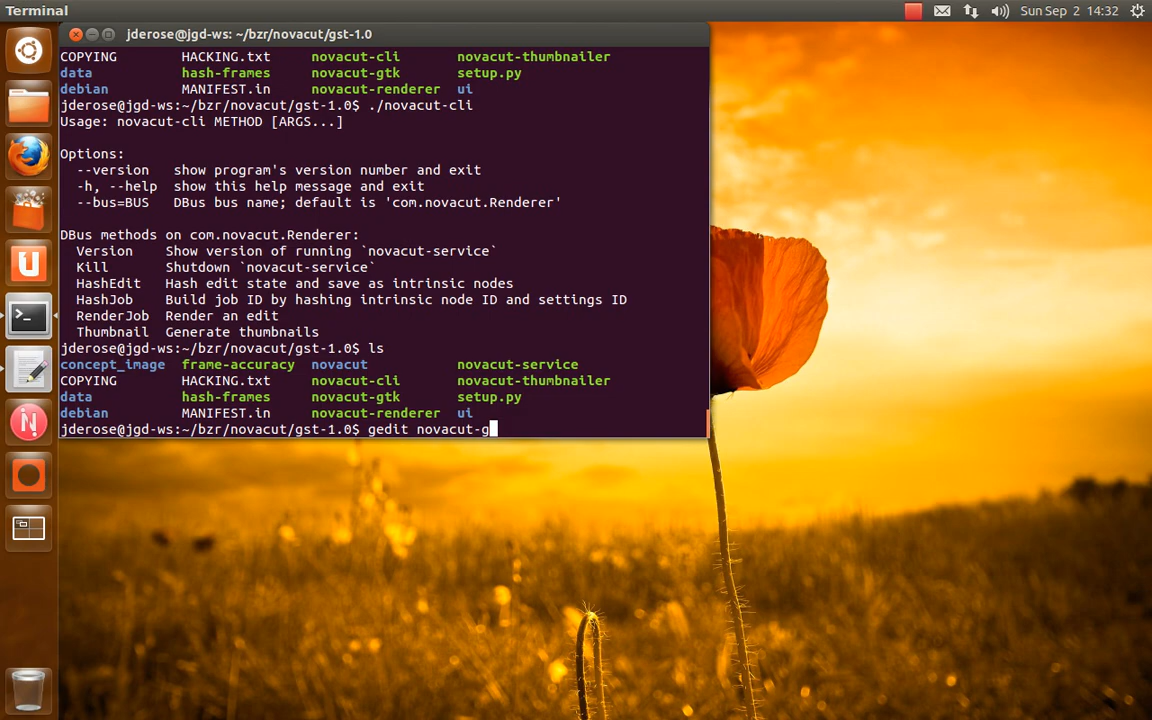 Terminal
Sun Sep 2 14:32
jderose@jgd-ws: ~/bzr/novacut/gst-1.0
COPYING HACKING.txt novacut-cli novacut-thumbnailer
data hash-frames novacut-gtk setup.py
debian MANIFEST.in novacut-renderer ui
jderose@jgd-ws:~/bzr/novacut/gst-1.0$ ./novacut-cli
Usage: novacut-cli METHOD [ARGS...]
Options:
--version show program's version number and exit
-h, --help show this help message and exit
--bus=BUS DBus bus name; default is 'com.novacut.Renderer'
DBus methods on com.novacut.Renderer:
Version Show version of running `novacut-service`
Kill Shutdown `novacut-service`
HashEdit Hash edit state and save as intrinsic nodes
HashJob Build job ID by hashing intrinsic node ID and settings ID
RenderJob Render an edit
Thumbnail Generate thumbnails
jderose@jgd-ws:~/bzr/novacut/gst-1.0$ ls
concept_image frame-accuracy novacut novacut-service
COPYING HACKING.txt novacut-cli novacut-thumbnailer
data hash-frames novacut-gtk setup.py
debian MANIFEST.in novacut-renderer ui
jderose@jgd-ws:~/bzr/novacut/gst-1.0$ gedit novacut-g